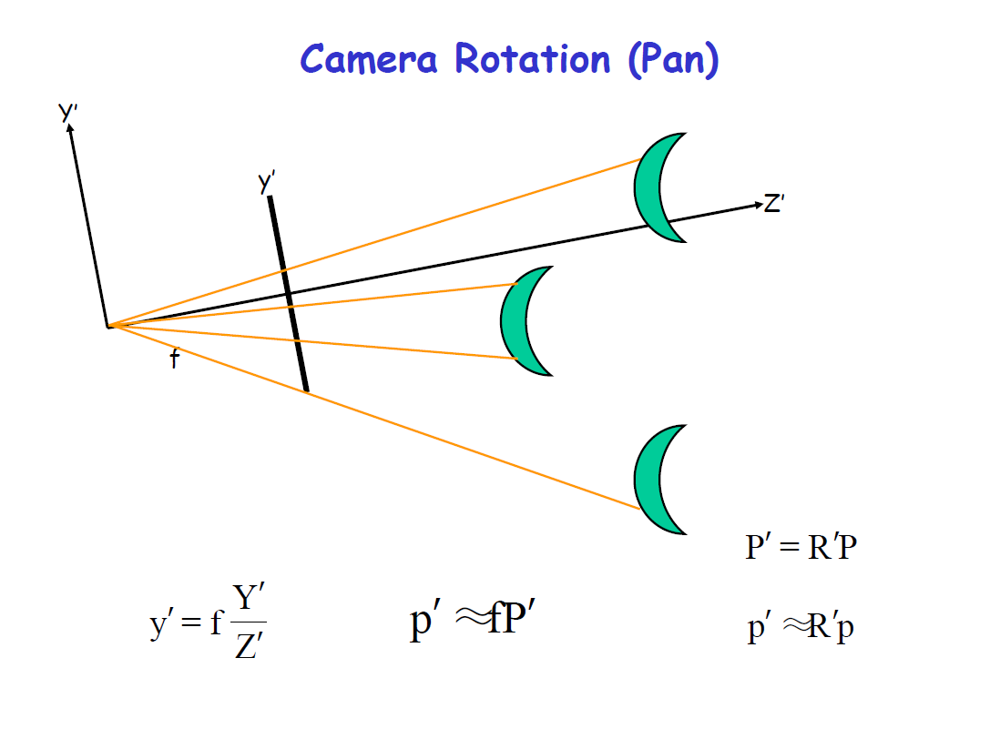 Camera Rotation (Pan)
Y'
y'
Z'
f
P′ = R′P
y′ = f Y′/Z′
p′ ≈fP′
p′ ≈R′p